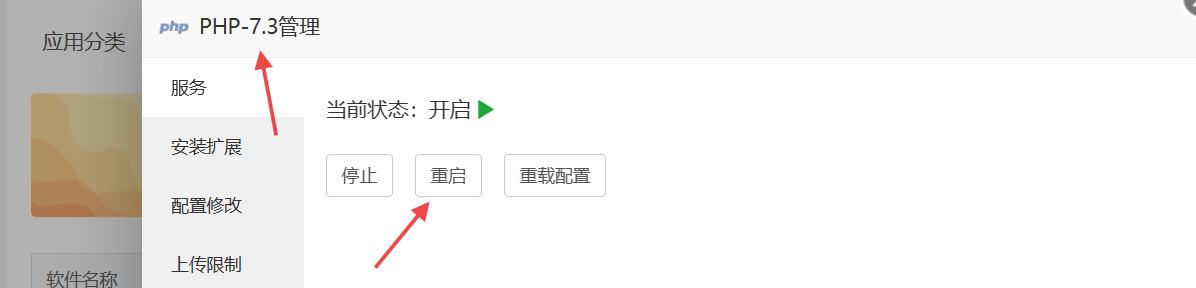 php PHP-7.3管理
应用分类
服务
当前状态：开启
安装扩展
停止 重启 重载配置
配置修改
上传限制
软件名称